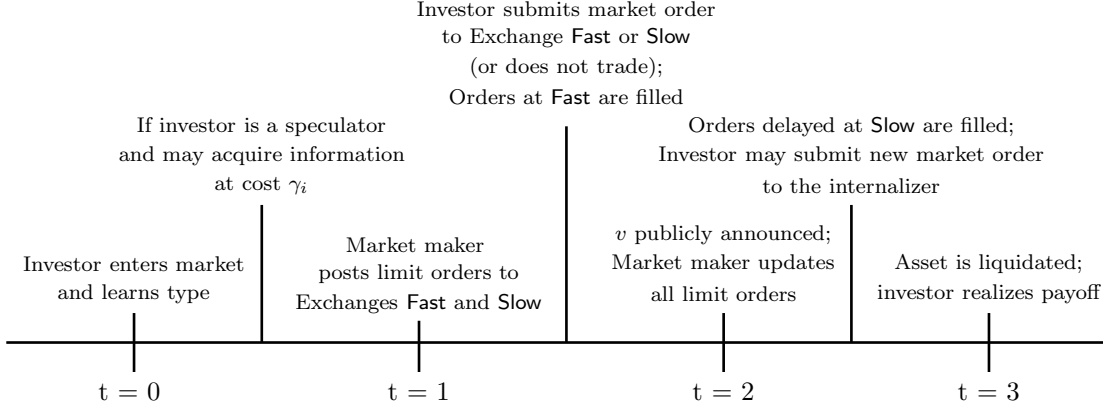 Investor submits market order
to Exchange Fast or Slow
(or does not trade);
Orders at Fast are filled
If investor is a speculator
and may acquire information
at cost γi
Orders delayed at Slow are filled;
Investor may submit new market order
to the internalizer
Investor enters market
and learns type
Market maker
posts limit orders to
Exchanges Fast and Slow
v publicly announced;
Market maker updates
all limit orders
Asset is liquidated;
investor realizes payoff
t = 0
t = 1
t = 2
t = 3